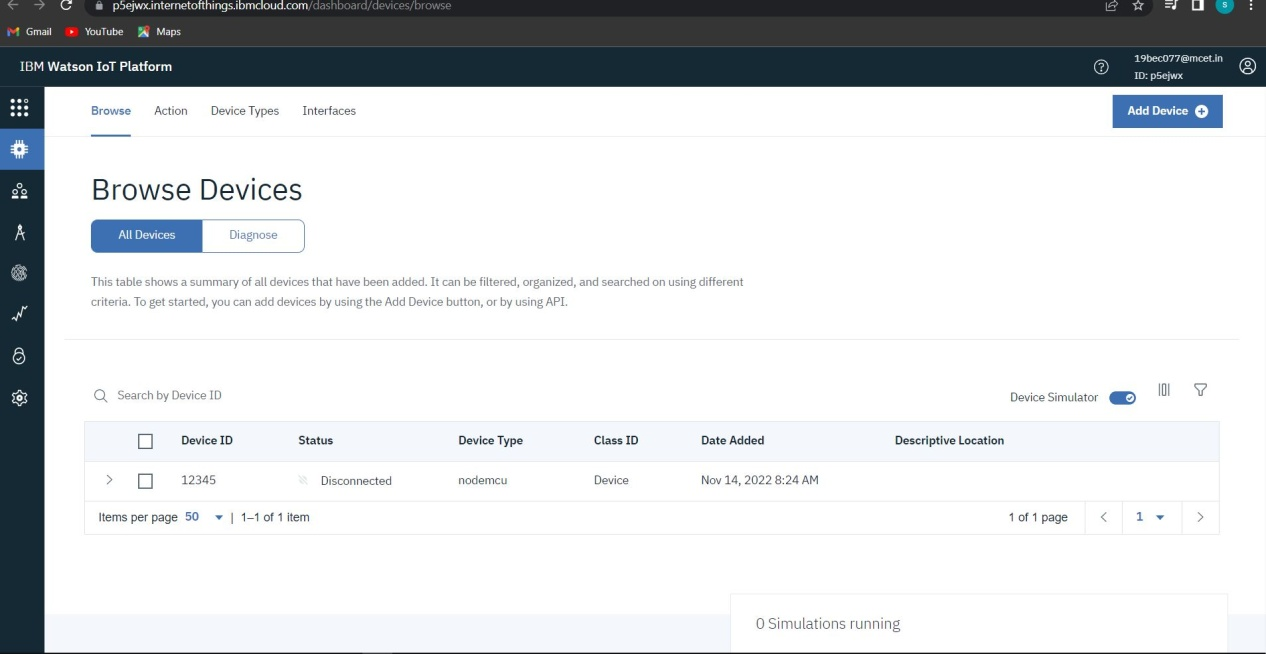 p5ejwx.internetofthings.ibmcloud.com/dashboard/devices/browse
S
Gmail YouTube Maps
IBM Watson IoT Platform
19bec077@mcet.in
ID: p5ejwx
Browse Action Device Types Interfaces
Add Device
Browse Devices
All Devices Diagnose
This table shows a summary of all devices that have been added. It can be filtered, organized, and searched on using different
criteria. To get started, you can add devices by using the Add Device button, or by using API.
Search by Device ID
Device Simulator
Device ID Status Device Type Class ID Date Added Descriptive Location
12345 Disconnected nodemcu Device Nov 14, 2022 8:24 AM
Items per page 50 | 1–1 of 1 item 1 of 1 page 1
0 Simulations running